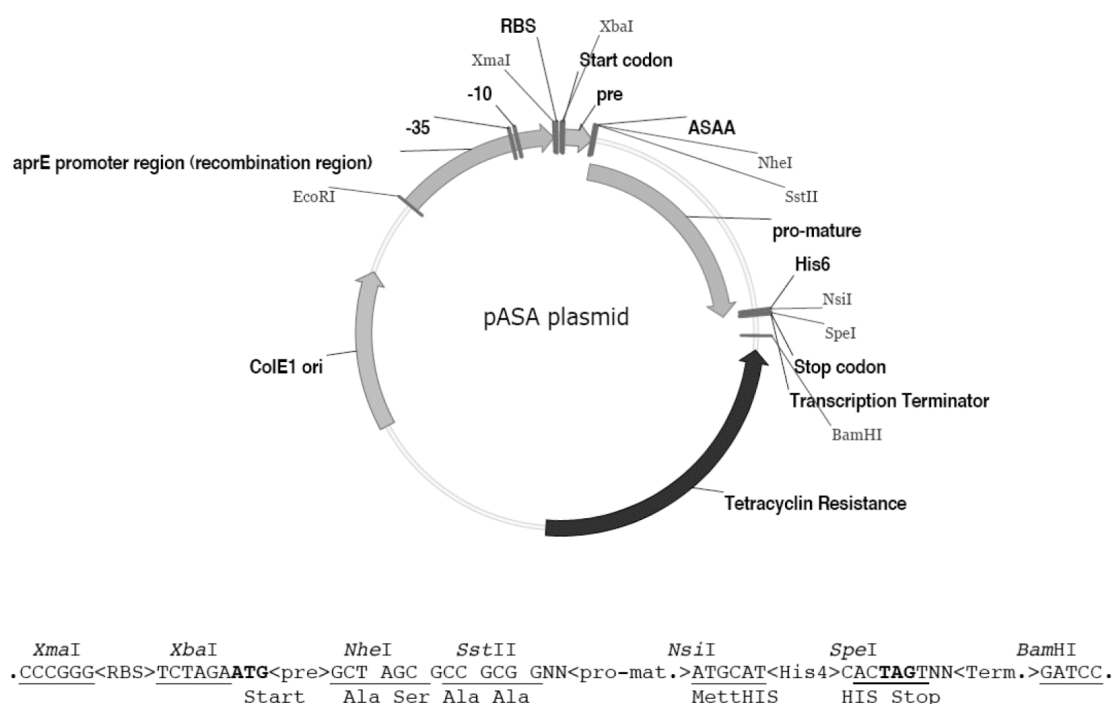 RBS
XbaI
XmaI
Start codon
-10
pre
-35
ASAA
aprE promoter region (recombination region)
NheI
EcoRI
SstII
pro-mature
His6
NsiI
pASA plasmid
SpeI
ColE1 ori
Stop codon
Transcription Terminator
BamHI
Tetracyclin Resistance
XmaI XbaI NheI SstII NsiI SpeI BamHI
.CCCGGG<RBS>TCTAGAATG<pre>GCT AGC GCC GCG GNN<pro-mat.>ATGCAT<His4>CACTAGTNN<Term.>GATCC.
Start Ala Ser Ala Ala MettHIS HIS Stop